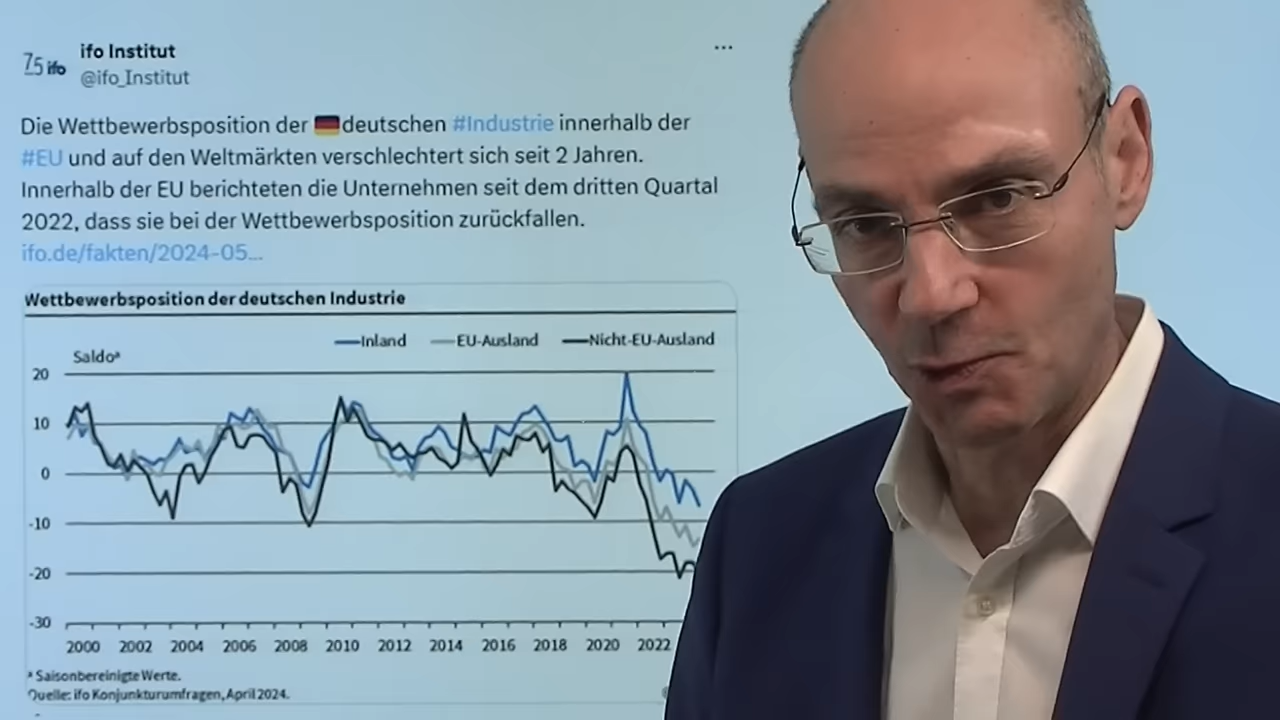 75 ifo
ifo Institut
@ifo_Institut
...
Die Wettbewerbsposition der 🇩🇪deutschen #Industrie innerhalb der
#EU und auf den Weltmärkten verschlechtert sich seit 2 Jahren.
Innerhalb der EU berichteten die Unternehmen seit dem dritten Quartal
2022, dass sie bei der Wettbewerbsposition zurückfallen.
ifo.de/fakten/2024-05...
Wettbewerbsposition der deutschen Industrie
Inland EU-Ausland Nicht-EU-Ausland
Saldoᵃ
20
10
0
-10
-20
-30
2000 2002 2004 2006 2008 2010 2012 2014 2016 2018 2020 2022
ᵃ Saisonbereinigte Werte.
Quelle: ifo Konjunkturumfragen, April 2024.
©